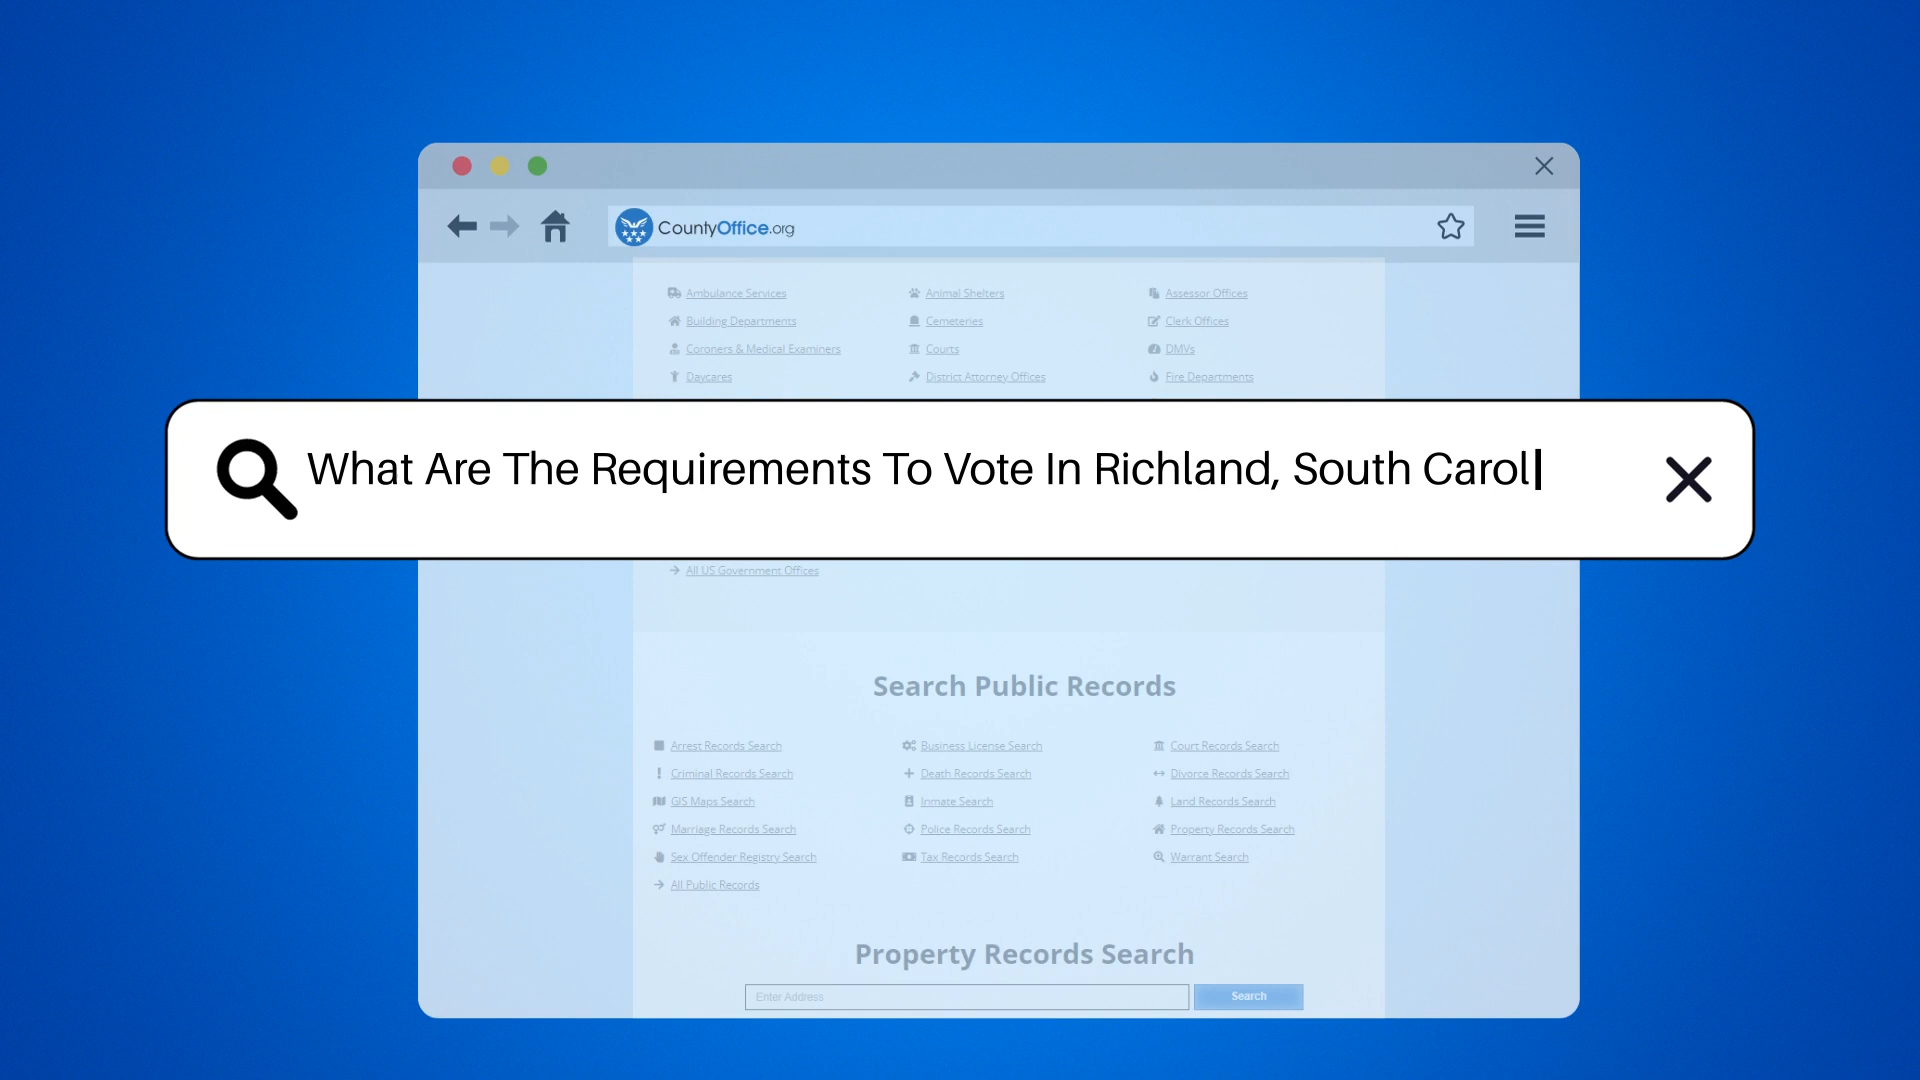 CountyOffice.org
Ambulance Services Animal Shelters Assessor Offices
Building Departments Cemeteries Clerk Offices
Coroners & Medical Examiners Courts DMVs
Daycares District Attorney Offices Fire Departments
What Are The Requirements To Vote In Richland, South Carol
All US Government Offices
Search Public Records
Arrest Records Search Business License Search Court Records Search
Criminal Records Search Death Records Search Divorce Records Search
GIS Maps Search Inmate Search Land Records Search
Marriage Records Search Police Records Search Property Records Search
Sex Offender Registry Search Tax Records Search Warrant Search
All Public Records
Property Records Search
Enter Address Search